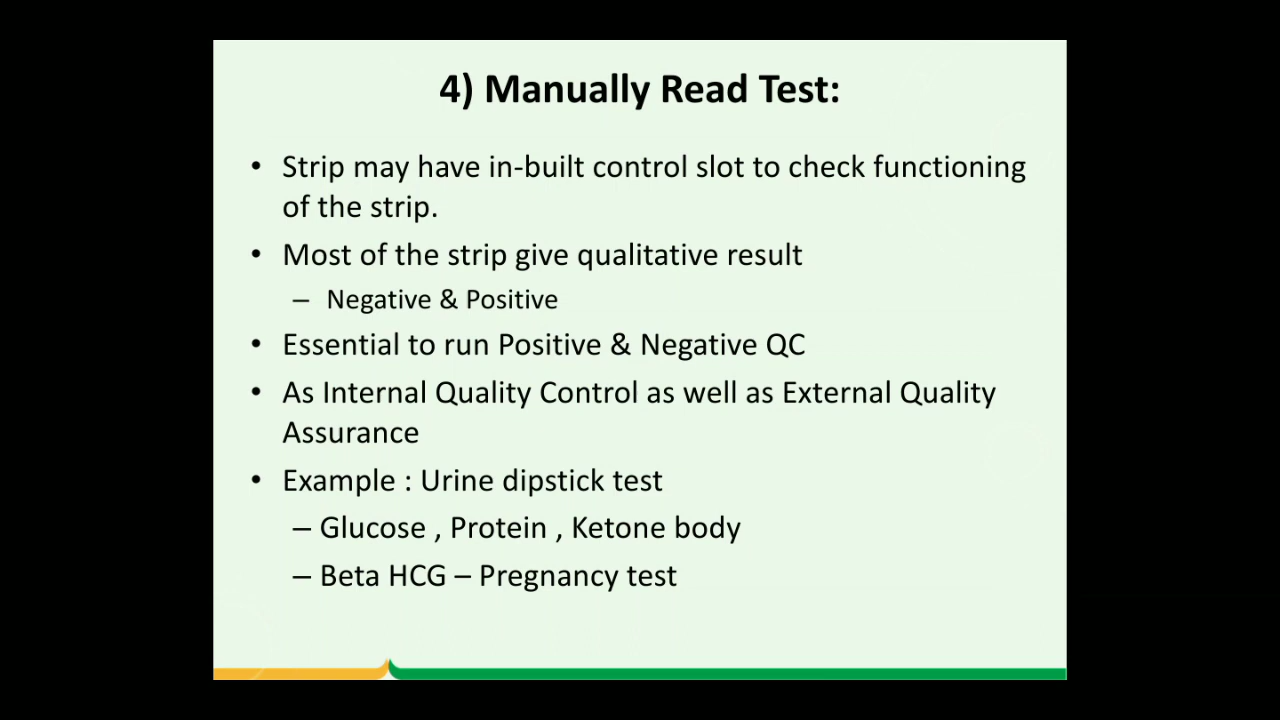 4) Manually Read Test:
• Strip may have in-built control slot to check functioning
of the strip.
• Most of the strip give qualitative result
– Negative & Positive
• Essential to run Positive & Negative QC
• As Internal Quality Control as well as External Quality
Assurance
• Example : Urine dipstick test
– Glucose , Protein , Ketone body
– Beta HCG – Pregnancy test